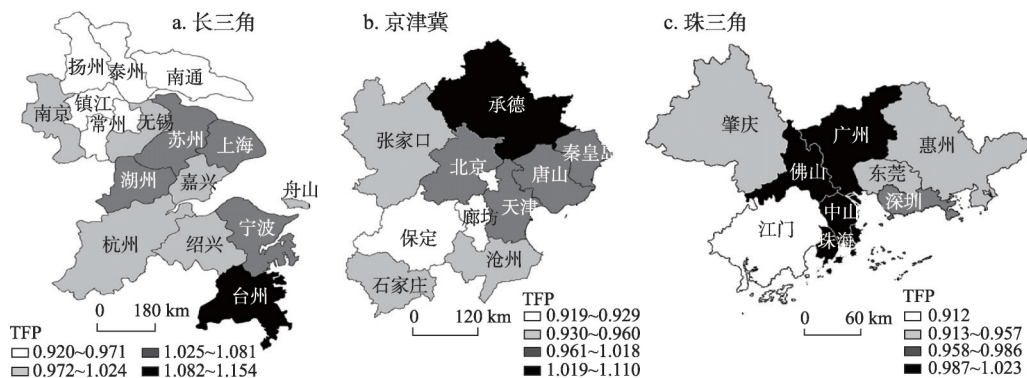 a. 长三角
扬州
泰州
南通
南京
镇江
常州
无锡
苏州
上海
湖州
嘉兴
舟山
杭州
绍兴
宁波
台州
0 180 km
TFP
0.920~0.971
0.972~1.024
1.025~1.081
1.082~1.154
b. 京津冀
承德
张家口
北京
秦皇岛
唐山
天津
廊坊
保定
沧州
石家庄
0 120 km
TFP
0.919~0.929
0.930~0.960
0.961~1.018
1.019~1.110
c. 珠三角
肇庆
广州
惠州
佛山
东莞
深圳
中山
江门
珠海
0 60 km
TFP
0.912
0.913~0.957
0.958~0.986
0.987~1.023